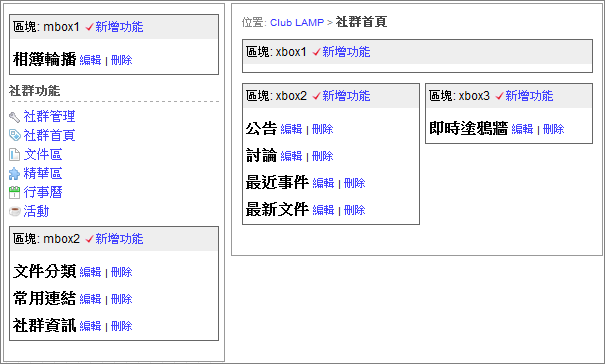 區塊: mbox1 新增功能
相簿輪播 編輯 | 刪除
社群功能
社群管理
社群首頁
文件區
精華區
行事曆
活動
區塊: mbox2 新增功能
文件分類 編輯 | 刪除
常用連結 編輯 | 刪除
社群資訊 編輯 | 刪除
位置: Club LAMP > 社群首頁
區塊: xbox1 新增功能
區塊: xbox2 新增功能
公告 編輯 | 刪除
討論 編輯 | 刪除
最近事件 編輯 | 刪除
最新文件 編輯 | 刪除
區塊: xbox3 新增功能
即時塗鴉牆 編輯 | 刪除